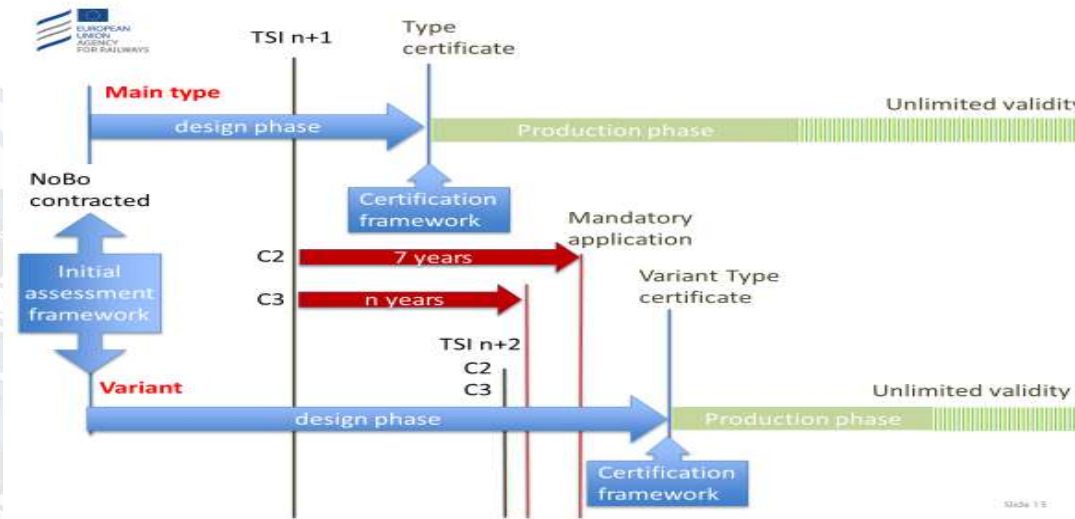 EUROPEAN
UNION
AGENCY
FOR RAILWAYS
TSI n+1
Type
certificate
Main type
design phase
Production phase
Unlimited validity
NoBo
contracted
Certification
framework
Mandatory
application
C2
7 years
Initial
assessment
framework
Variant Type
certificate
C3
n years
TSI n+2
C2
C3
Variant
Unlimited validity
design phase
Production phase
Certification
framework
Slide 15